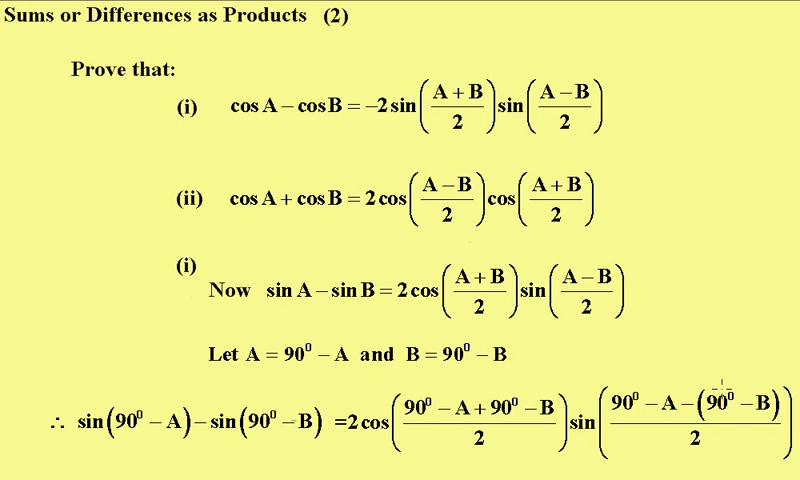 Sums or Differences as Products (2)
Prove that:
(i) cos A − cos B = −2 sin((A + B)/2) sin((A − B)/2)
(ii) cos A + cos B = 2 cos((A − B)/2) cos((A + B)/2)
(i)
Now sin A − sin B = 2 cos((A + B)/2) sin((A − B)/2)
Let A = 90⁰ − A and B = 90⁰ − B
∴ sin(90⁰ − A) − sin(90⁰ − B) = 2 cos((90⁰ − A + 90⁰ − B)/2) sin((90⁰ − A − (90⁰ − B))/2)